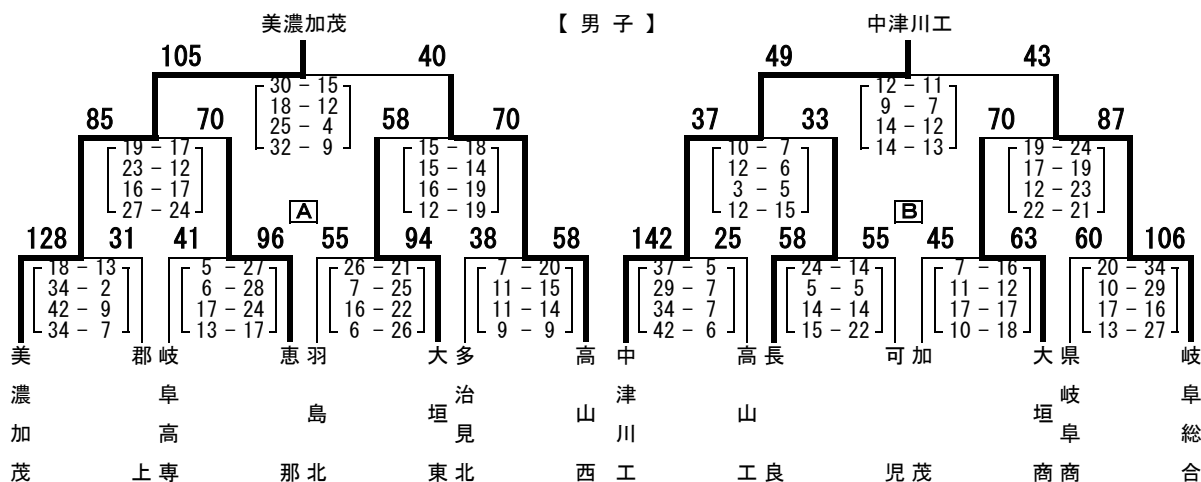 美濃加茂 【 男 子 】 中津川工
105 40 49 43
30 - 15 12 - 11
18 - 12 9 - 7
25 - 4 14 - 12
32 - 9 14 - 13
85 70 58 70 37 33 70 87
19 - 17 15 - 18 10 - 7 19 - 24
23 - 12 15 - 14 12 - 6 17 - 19
16 - 17 16 - 19 3 - 5 12 - 23
27 - 24 12 - 19 12 - 15 22 - 21
A B
128 31 41 96 55 94 38 58 142 25 58 55 45 63 60 106
18 - 13 5 - 27 26 - 21 7 - 20 37 - 5 24 - 14 7 - 16 20 - 34
34 - 2 6 - 28 7 - 25 11 - 15 29 - 7 5 - 5 11 - 12 10 - 29
42 - 9 17 - 24 16 - 22 11 - 14 34 - 7 14 - 14 17 - 17 17 - 16
34 - 7 13 - 17 6 - 26 9 - 9 42 - 6 15 - 22 10 - 18 13 - 27
美濃加茂
郡上
岐阜高専
恵那
羽島北
大垣東
多治見北
高山西
中津川工
高山工
長良
可児
加茂
大垣商
県岐阜商
岐阜総合